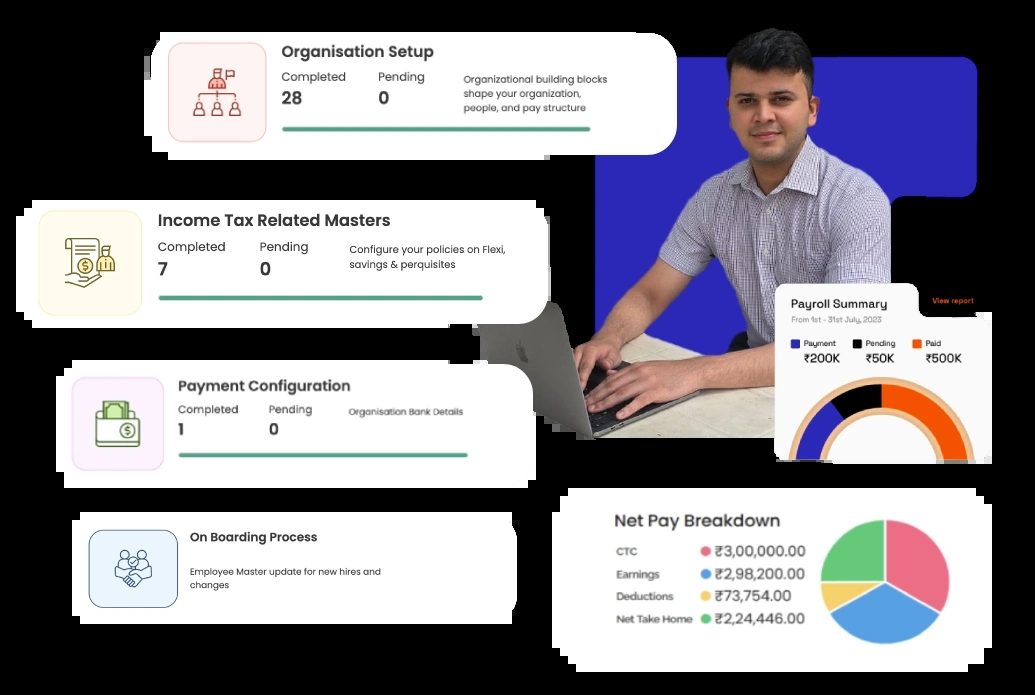 Organisation Setup
Completed Pending
28 0
Organizational building blocks
shape your organization,
people, and pay structure
Income Tax Related Masters
Completed Pending
7 0
Configure your policies on Flexi,
savings & perquisites
Payroll Summary
View report
From 1st - 31st July, 2023
Payment Pending Paid
₹200K ₹50K ₹500K
Payment Configuration
Completed Pending
1 0
Organisation Bank Details
On Boarding Process
Employee Master update for new hires and
changes
Net Pay Breakdown
CTC ₹3,00,000.00
Earnings ₹2,98,200.00
Deductions ₹73,754.00
Net Take Home ₹2,24,446.00